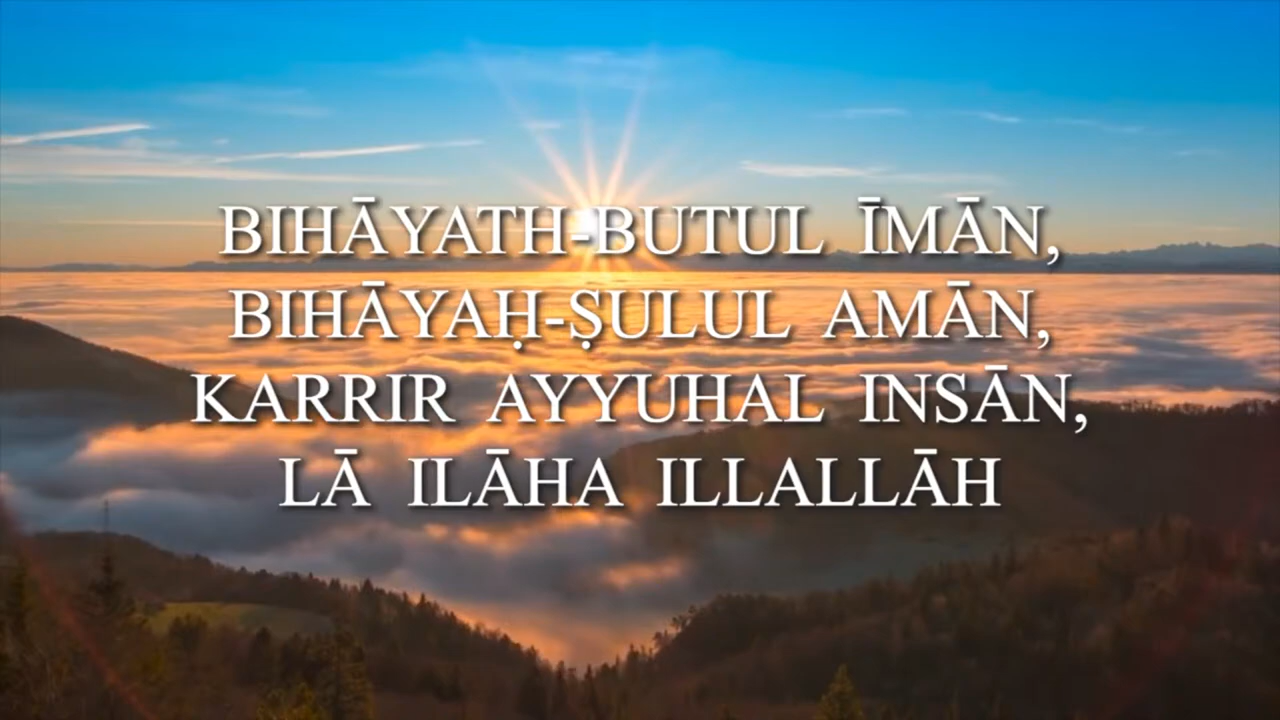 BIHĀYATH-BUTUL ĪMĀN,
BIHĀYAḤ-ṢULUL AMĀN,
KARRIR AYYUHAL INSĀN,
LĀ ILĀHA ILLALLĀH